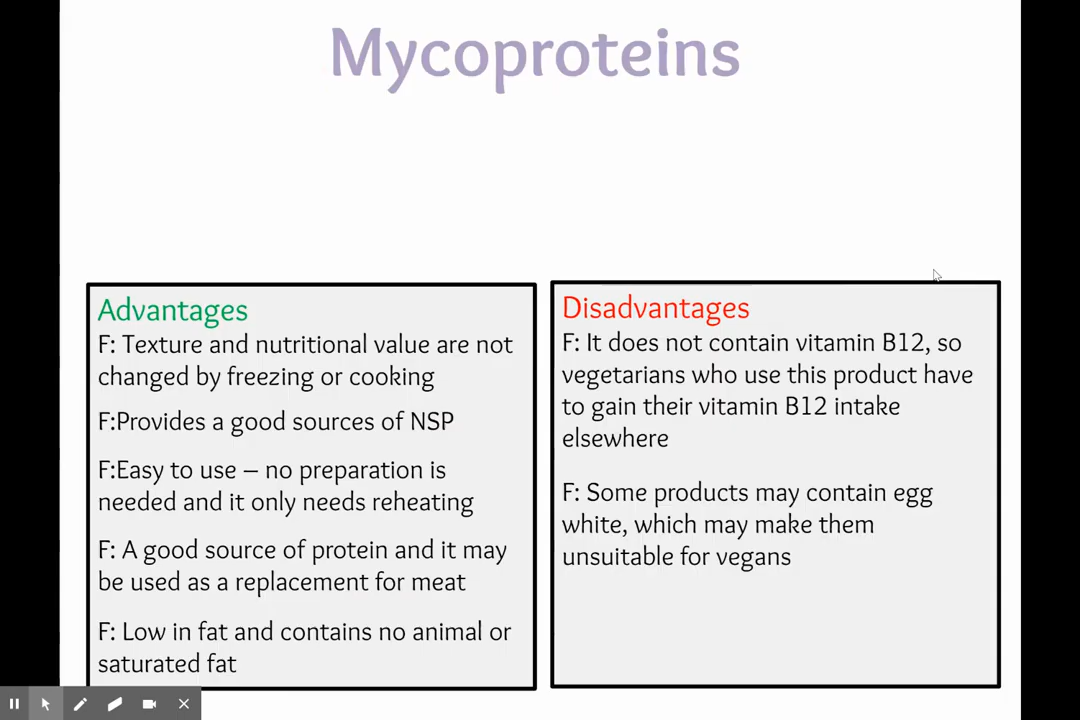 Mycoproteins
Advantages
F: Texture and nutritional value are not
changed by freezing or cooking
F:Provides a good sources of NSP
F:Easy to use – no preparation is
needed and it only needs reheating
F: A good source of protein and it may
be used as a replacement for meat
F: Low in fat and contains no animal or
saturated fat
Disadvantages
F: It does not contain vitamin B12, so
vegetarians who use this product have
to gain their vitamin B12 intake
elsewhere
F: Some products may contain egg
white, which may make them
unsuitable for vegans